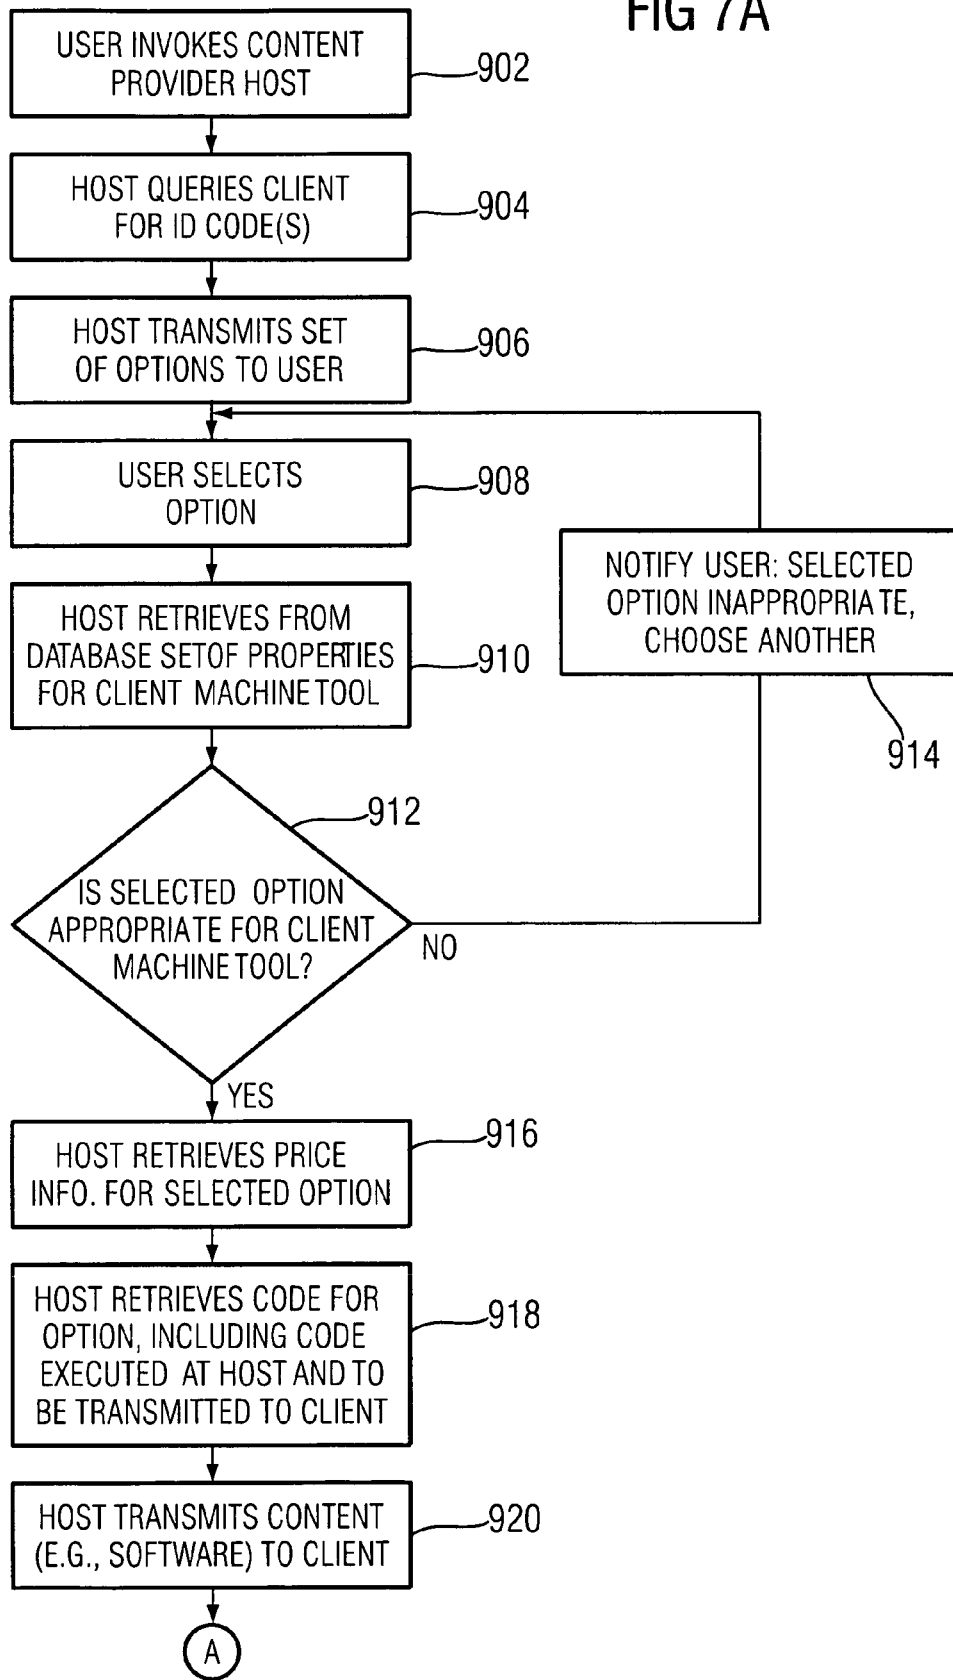 FIG 7A
USER INVOKES CONTENT
PROVIDER HOST
902
HOST QUERIES CLIENT
FOR ID CODE(S)
904
HOST TRANSMITS SET
OF OPTIONS TO USER
906
USER SELECTS
OPTION
908
HOST RETRIEVES FROM
DATABASE SETOF PROPERTIES
FOR CLIENT MACHINE TOOL
910
NOTIFY USER: SELECTED
OPTION INAPPROPRIATE,
CHOOSE ANOTHER
914
912
IS SELECTED OPTION
APPROPRIATE FOR CLIENT
MACHINE TOOL?
NO
YES
HOST RETRIEVES PRICE
INFO. FOR SELECTED OPTION
916
HOST RETRIEVES CODE FOR
OPTION, INCLUDING CODE
EXECUTED AT HOST AND TO
BE TRANSMITTED TO CLIENT
918
HOST TRANSMITS CONTENT
(E.G., SOFTWARE) TO CLIENT
920
A